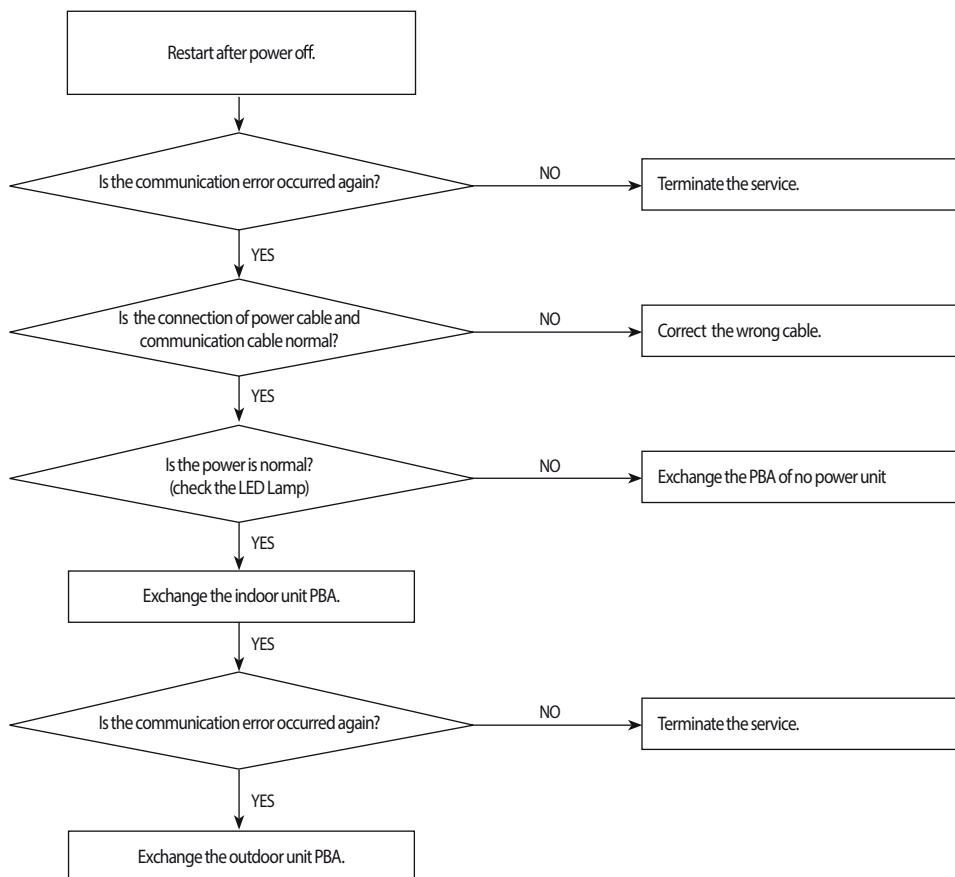 Restart after power off.
Is the communication error occurred again?
NO
Terminate the service.
YES
Is the connection of power cable and
communication cable normal?
NO
Correct the wrong cable.
YES
Is the power is normal?
(check the LED Lamp)
NO
Exchange the PBA of no power unit
YES
Exchange the indoor unit PBA.
YES
Is the communication error occurred again?
NO
Terminate the service.
YES
Exchange the outdoor unit PBA.